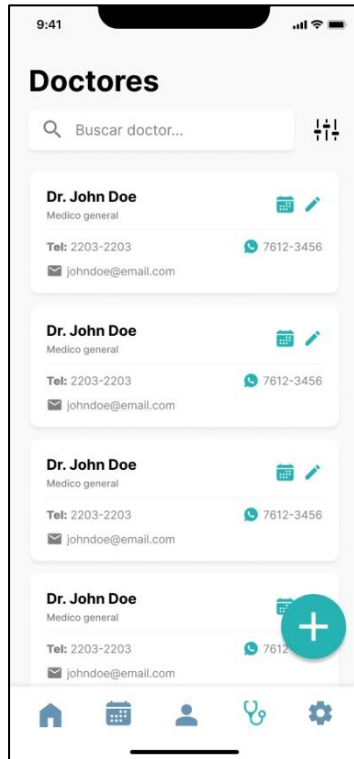 9:41
Doctores
Buscar doctor...
Dr. John Doe
Medico general
Tel: 2203-2203 7612-3456
johndoe@email.com
Dr. John Doe
Medico general
Tel: 2203-2203 7612-3456
johndoe@email.com
Dr. John Doe
Medico general
Tel: 2203-2203 7612-3456
johndoe@email.com
Dr. John Doe
Medico general
Tel: 2203-2203 7612
johndoe@email.com